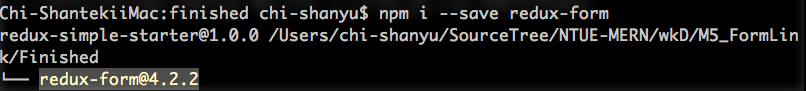 Chi-ShantekiiMac:finished chi-shanyu$ npm i --save redux-form
redux-simple-starter@1.0.0 /Users/chi-shanyu/SourceTree/NTUE-MERN/wkD/M5_FormLin
k/Finished
└── redux-form@4.2.2